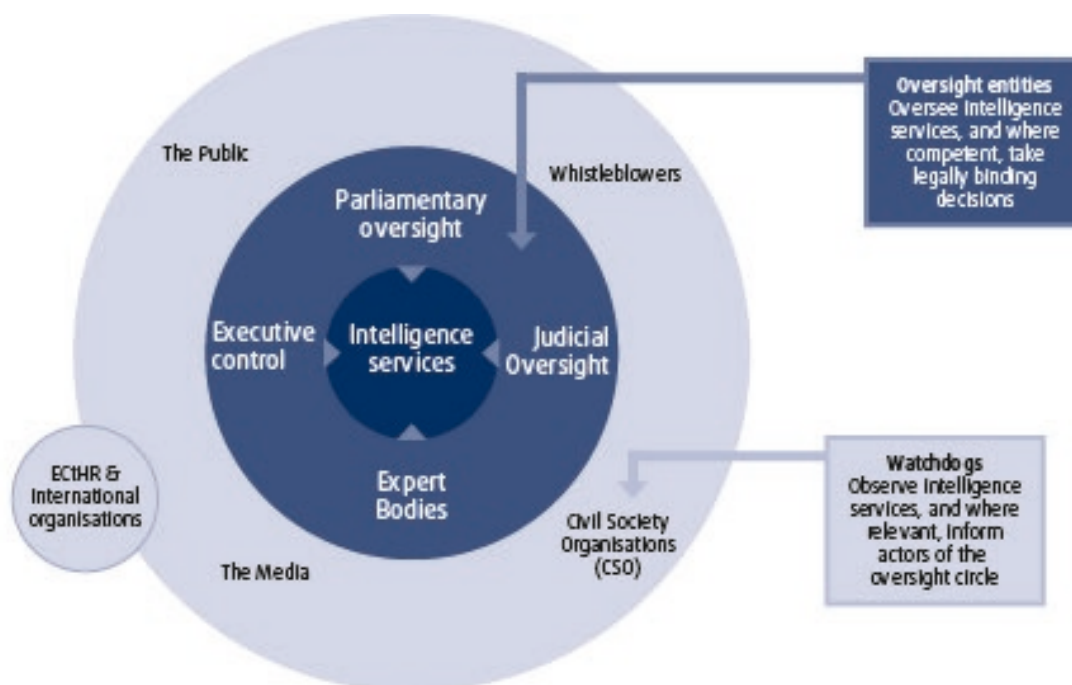 The Public
Whistleblowers
Parliamentary
oversight
Executive
control
Intelligence
services
Judicial
Oversight
Expert
Bodies
ECtHR &
International
organisations
The Media
Civil Society
Organisations
(CSO)
Oversight entities
Oversee intelligence
services, and where
competent, take
legally binding
decisions
Watchdogs
Observe intelligence
services, and where
relevant, inform
actors of the
oversight circle